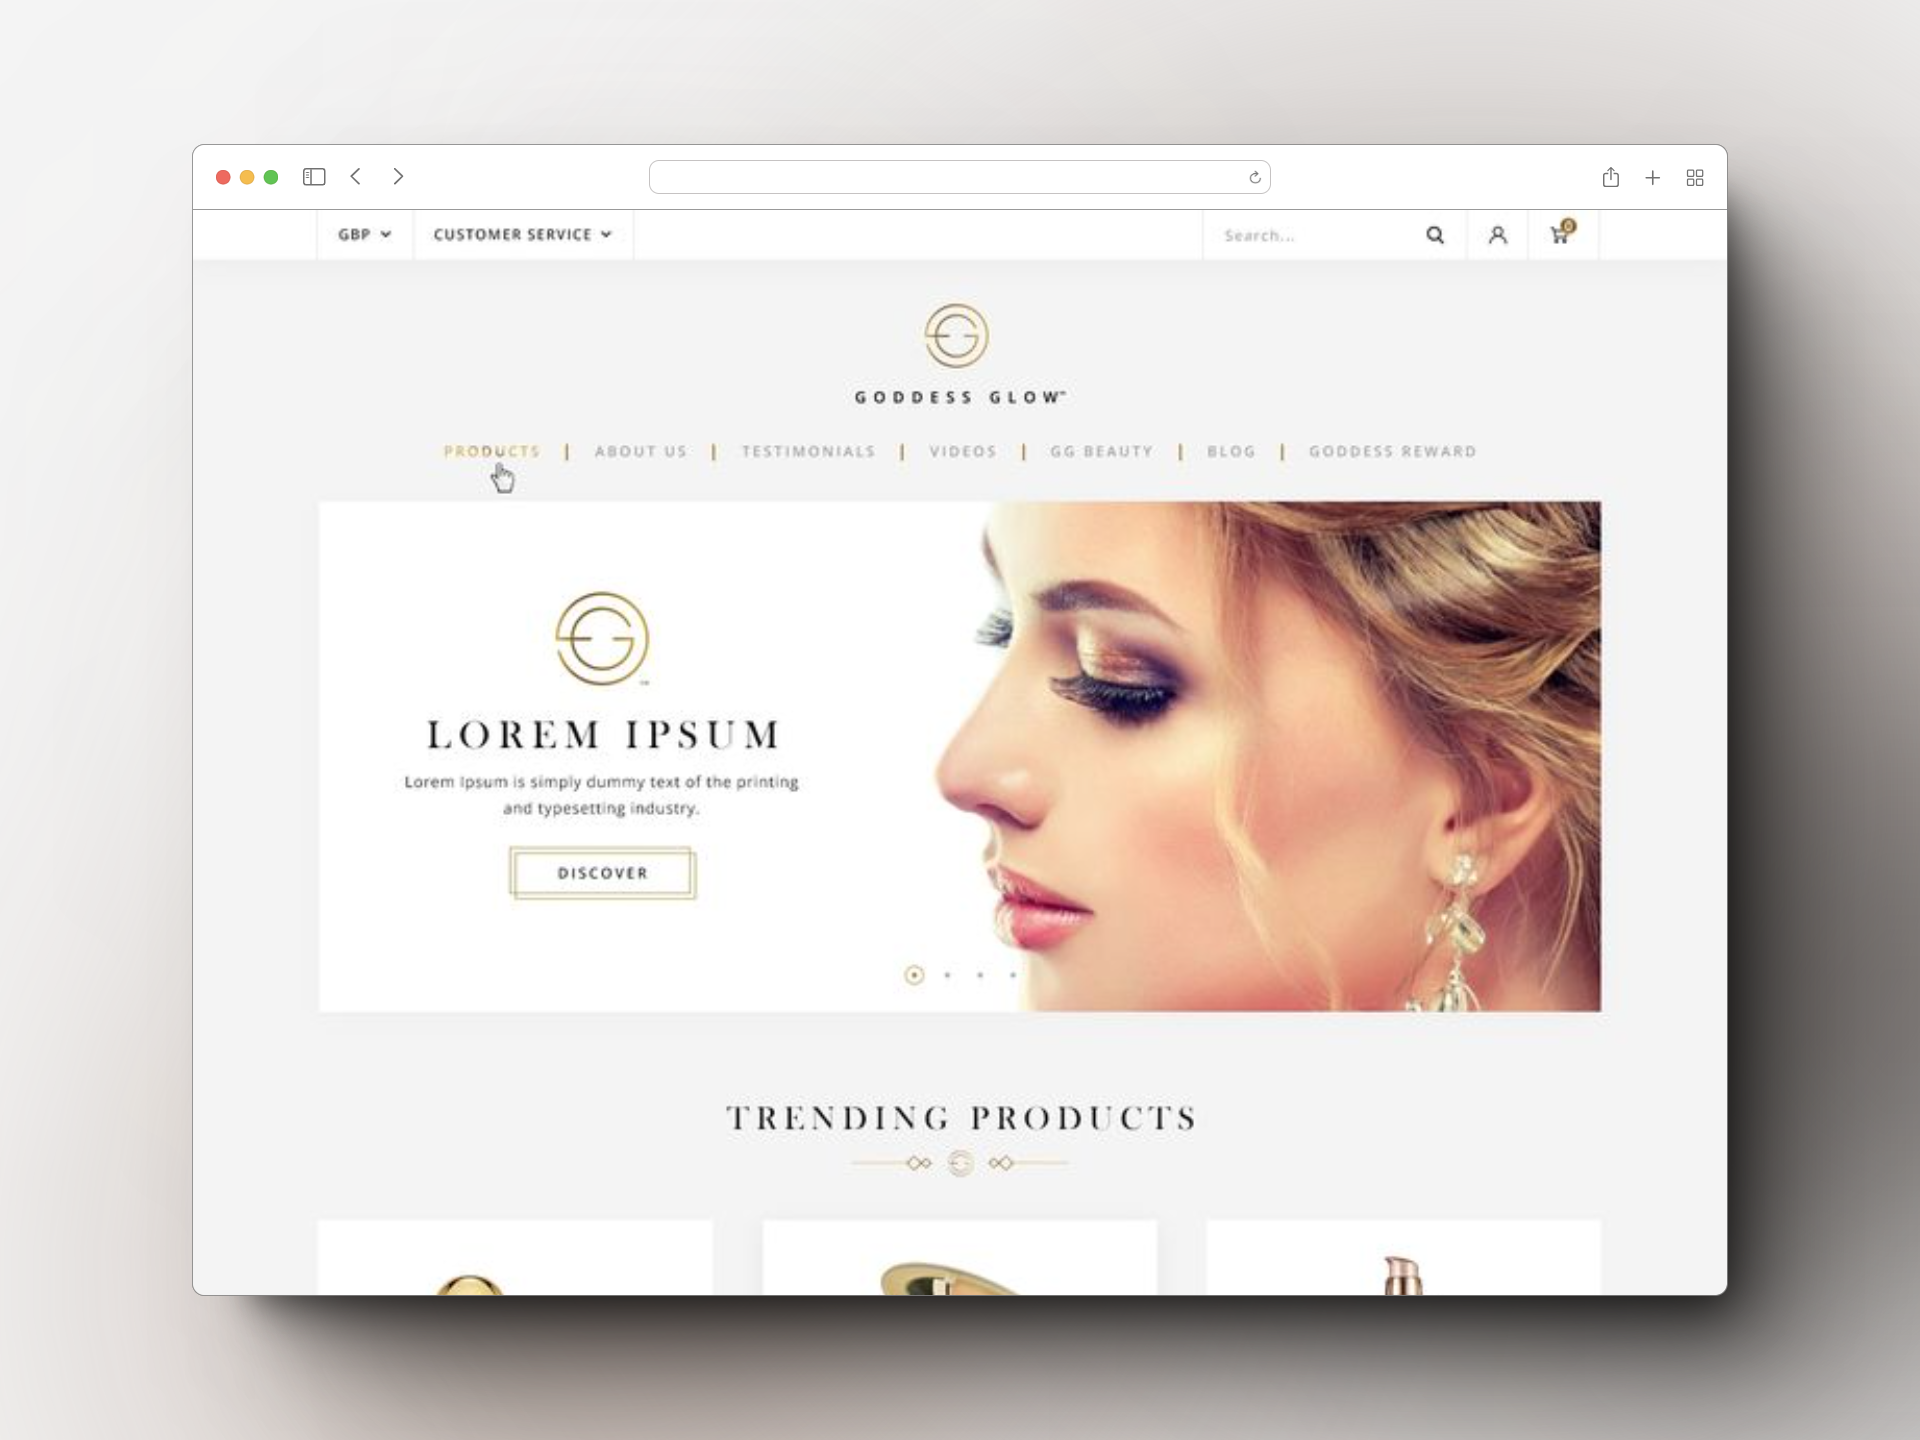 GBP
CUSTOMER SERVICE
Search...
0
GODDESS GLOW™
PRODUCTS | ABOUT US | TESTIMONIALS | VIDEOS | GG BEAUTY | BLOG | GODDESS REWARD
LOREM IPSUM
Lorem Ipsum is simply dummy text of the printing
and typesetting industry.
DISCOVER
TRENDING PRODUCTS